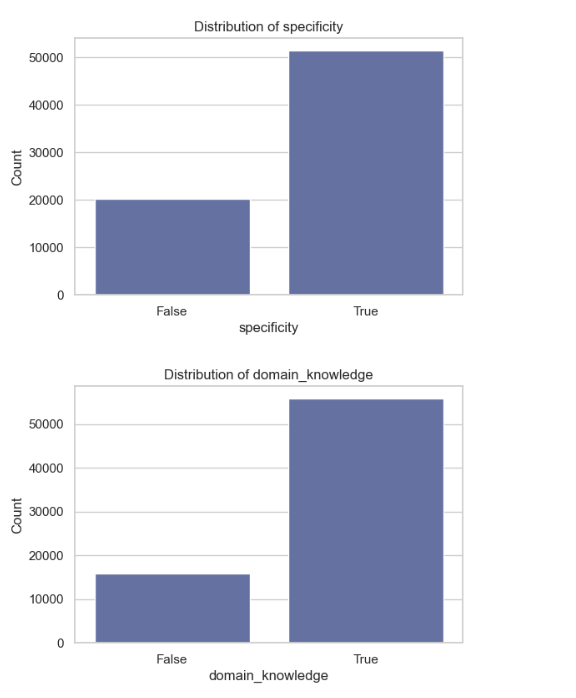 Distribution of specificity
50000
40000
30000
20000
10000
0
Count
False True
specificity
Distribution of domain_knowledge
50000
40000
30000
20000
10000
0
Count
False True
domain_knowledge